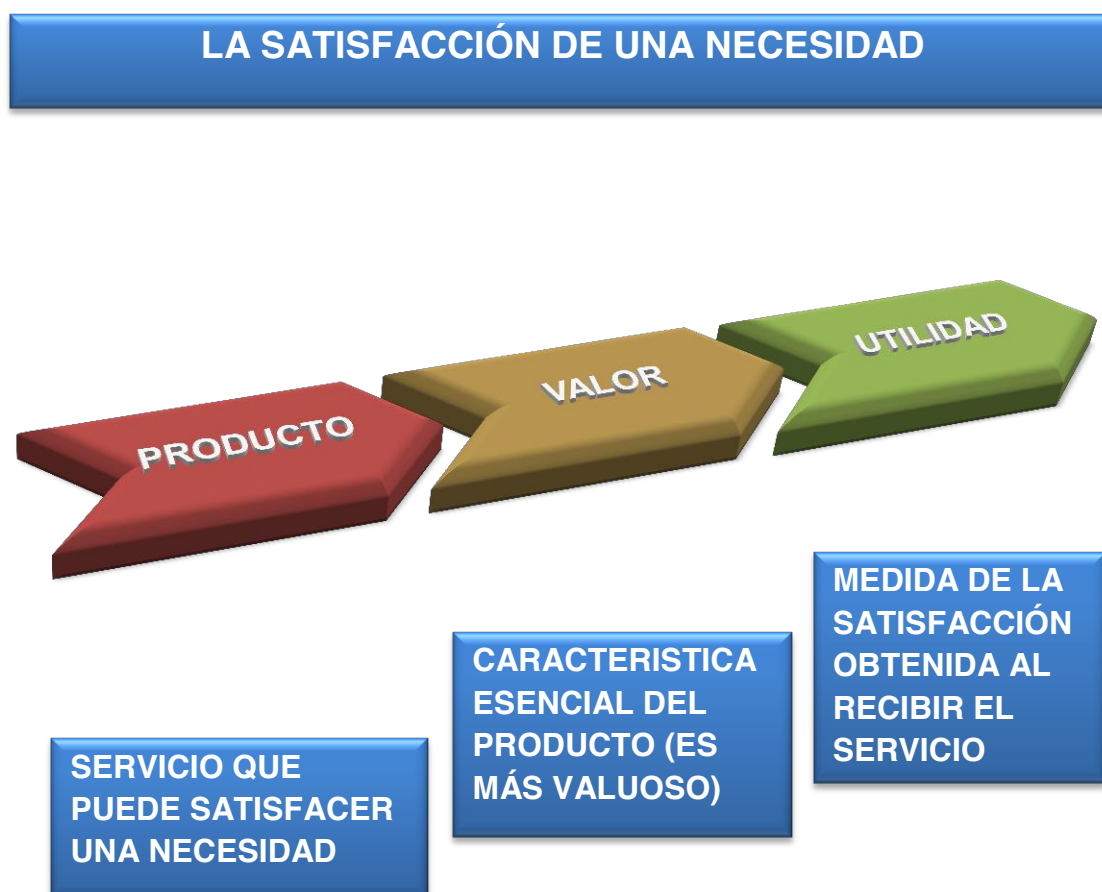 LA SATISFACCIÓN DE UNA NECESIDAD
PRODUCTO
VALOR
UTILIDAD
SERVICIO QUE
PUEDE SATISFACER
UNA NECESIDAD
CARACTERISTICA
ESENCIAL DEL
PRODUCTO (ES
MÁS VALUOSO)
MEDIDA DE LA
SATISFACCIÓN
OBTENIDA AL
RECIBIR EL
SERVICIO